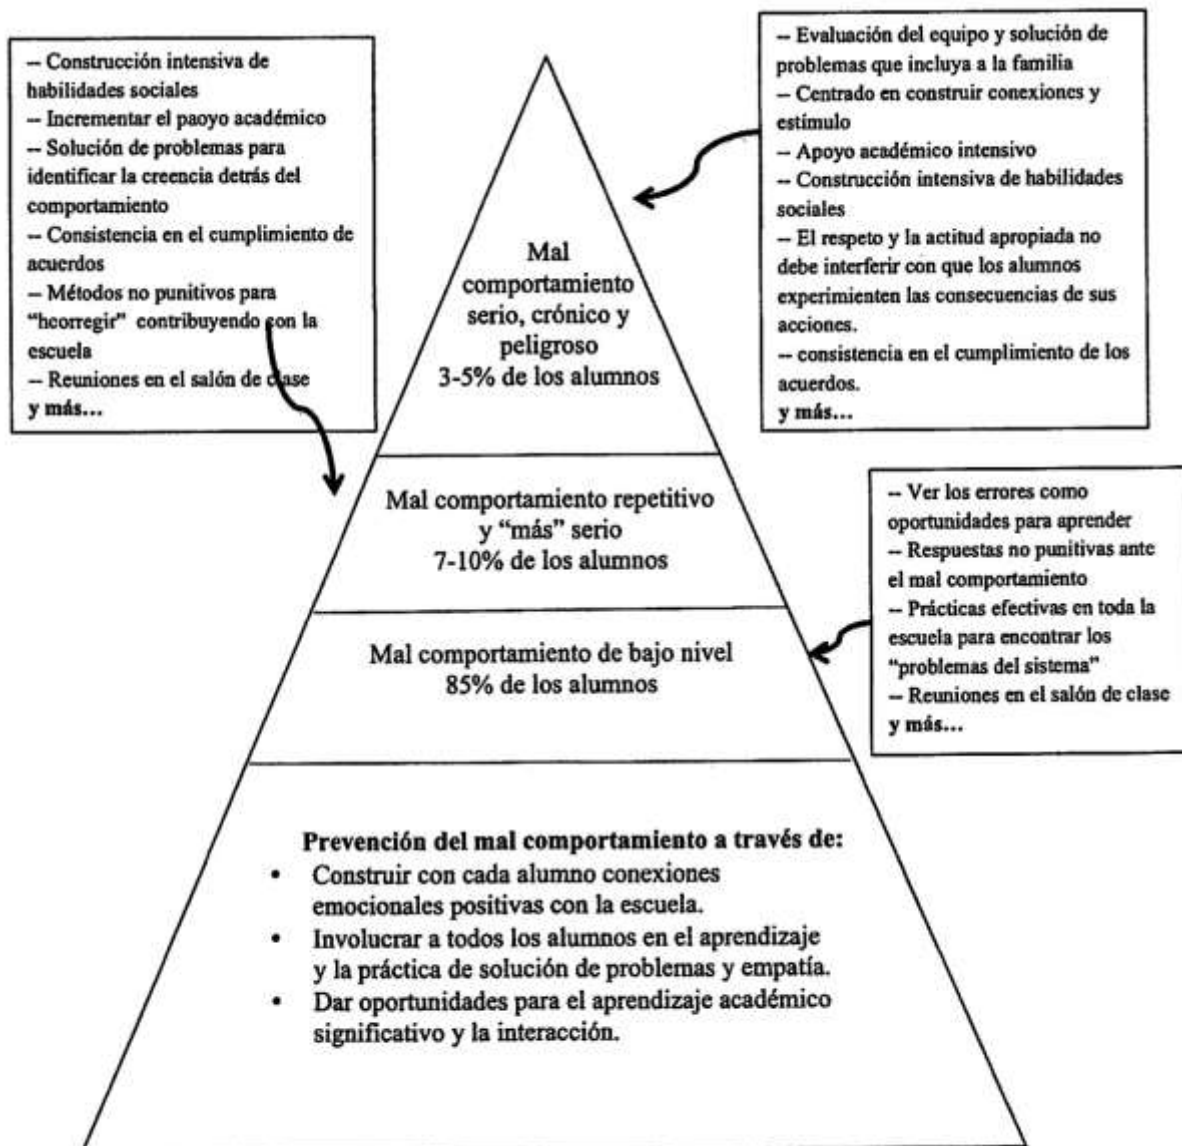 -- Construcción intensiva de
habilidades sociales
-- Incrementar el paoyo académico
-- Solución de problemas para
identificar la creencia detrás del
comportamiento
-- Consistencia en el cumplimiento de
acuerdos
-- Métodos no punitivos para
“hcorregir” contribuyendo con la
escuela
-- Reuniones en el salón de clase
y más...
-- Evaluación del equipo y solución de
problemas que incluya a la familia
-- Centrado en construir conexiones y
estímulo
-- Apoyo académico intensivo
-- Construcción intensiva de habilidades
sociales
-- El respeto y la actitud apropiada no
debe interferir con que los alumnos
experimienten las consecuencias de sus
acciones.
-- consistencia en el cumplimiento de los
acuerdos.
y más...
Mal
comportamiento
serio, crónico y
peligroso
3-5% de los alumnos
Mal comportamiento repetitivo
y “más” serio
7-10% de los alumnos
-- Ver los errores como
oportunidades para aprender
-- Respuestas no punitivas ante
el mal comportamiento
-- Prácticas efectivas en toda la
escuela para encontrar los
“problemas del sistema”
-- Reuniones en el salón de clase
y más...
Mal comportamiento de bajo nivel
85% de los alumnos
Prevención del mal comportamiento a través de:
• Construir con cada alumno conexiones
emocionales positivas con la escuela.
• Involucrar a todos los alumnos en el aprendizaje
y la práctica de solución de problemas y empatía.
• Dar oportunidades para el aprendizaje académico
significativo y la interacción.